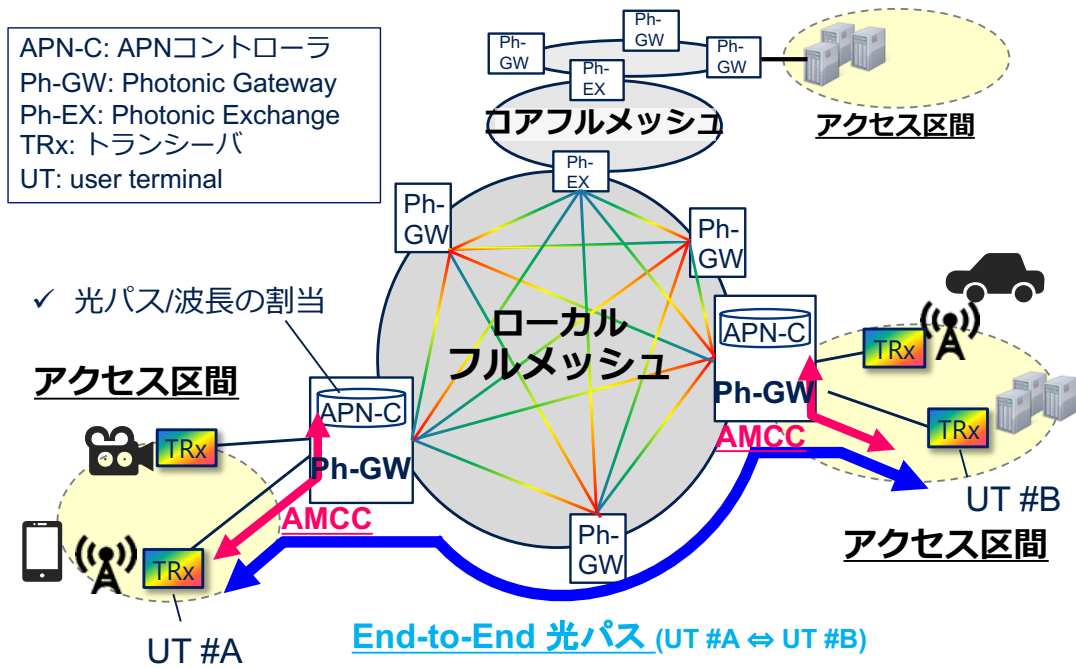 APN-C: APNコントローラ
Ph-GW: Photonic Gateway
Ph-EX: Photonic Exchange
TRx: トランシーバ
UT: user terminal
Ph-
GW
Ph-
GW
Ph-
GW
Ph-
EX
コアフルメッシュ
アクセス区間
Ph-
EX
Ph-
GW
Ph-
GW
✓ 光パス/波長の割当
ローカル
フルメッシュ
APN-C
Ph-GW
AMCC
TRx
TRx
UT #B
アクセス区間
アクセス区間
APN-C
Ph-GW
AMCC
TRx
TRx
UT #A
Ph-
GW
End-to-End 光パス (UT #A ⇔ UT #B)